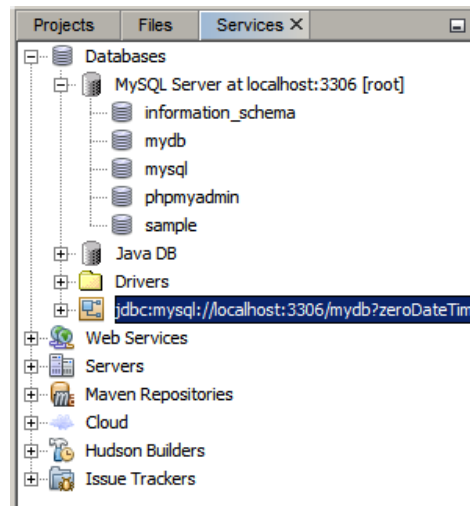 Projects Files Services X
Databases
MySQL Server at localhost:3306 [root]
information_schema
mydb
mysql
phpmyadmin
sample
Java DB
Drivers
jdbc:mysql://localhost:3306/mydb?zeroDateTim
Web Services
Servers
Maven Repositories
Cloud
Hudson Builders
Issue Trackers